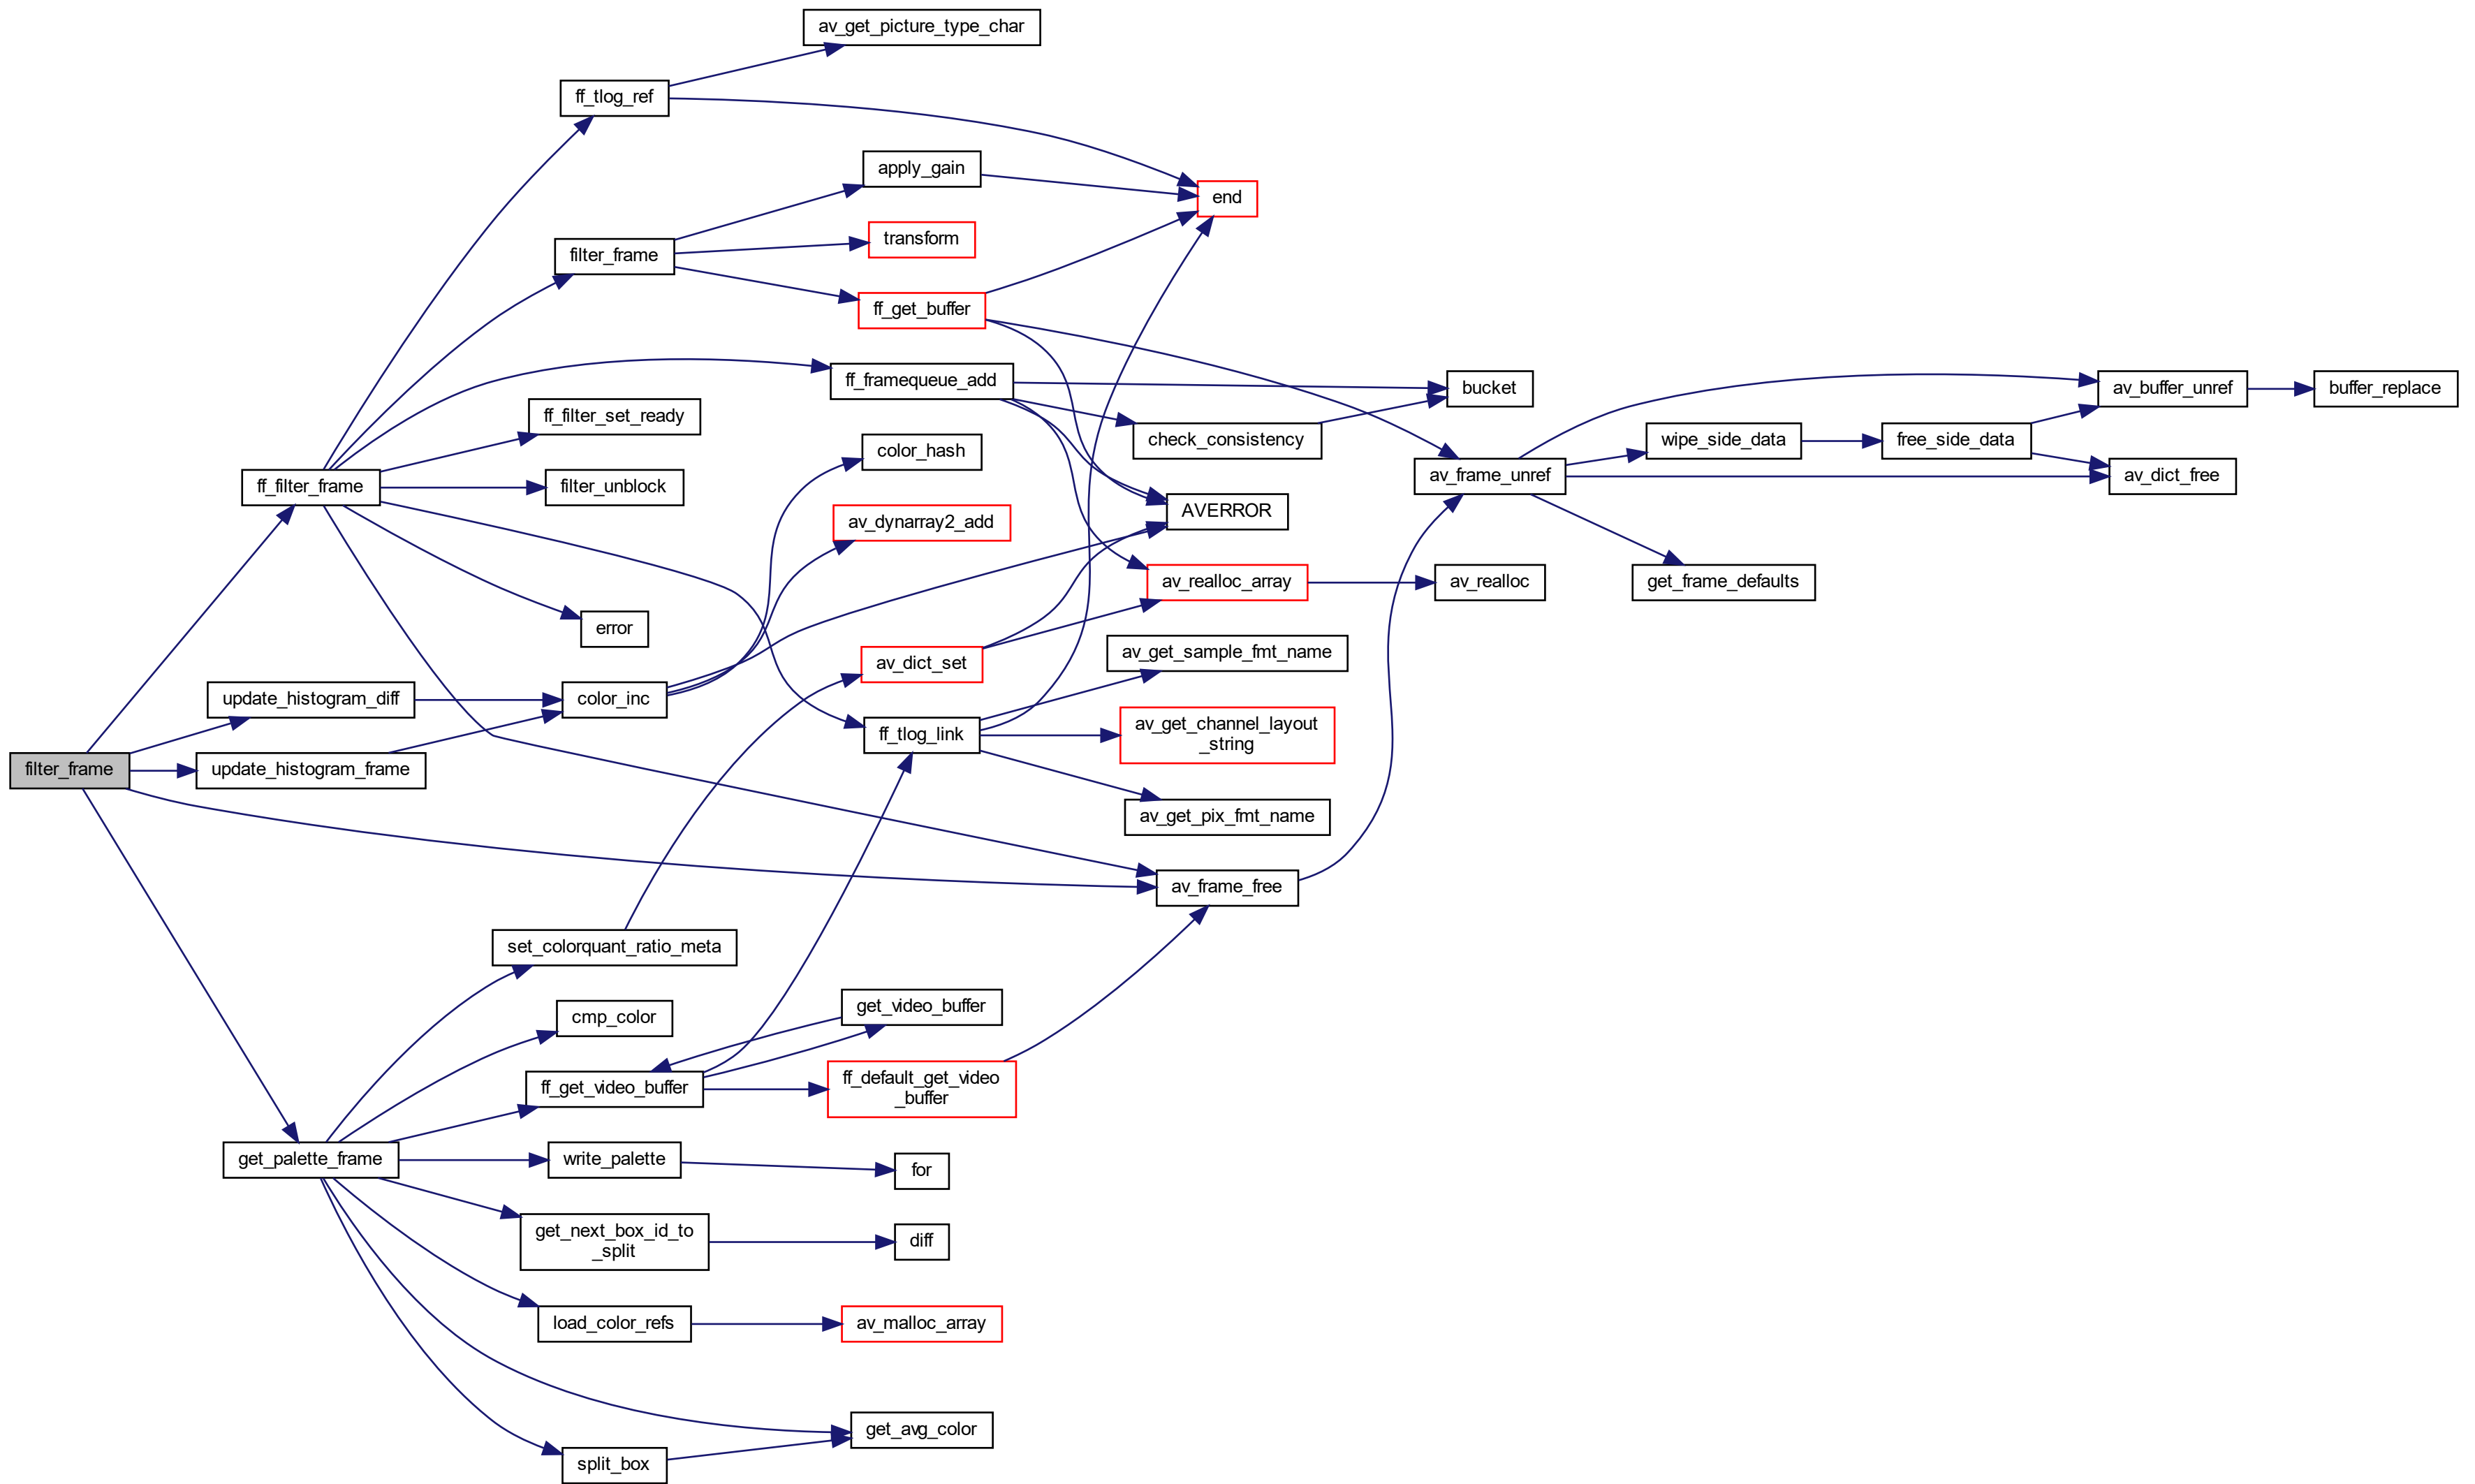 av_get_picture_type_char
ff_tlog_ref
apply_gain
end
transform
filter_frame
ff_get_buffer
ff_framequeue_add
bucket
av_buffer_unref
buffer_replace
ff_filter_set_ready
check_consistency
wipe_side_data
free_side_data
color_hash
av_frame_unref
av_dict_free
ff_filter_frame
filter_unblock
AVERROR
av_dynarray2_add
av_realloc_array
av_realloc
get_frame_defaults
error
av_get_sample_fmt_name
av_dict_set
update_histogram_diff
color_inc
ff_tlog_link
av_get_channel_layout
_string
filter_frame
update_histogram_frame
av_get_pix_fmt_name
av_frame_free
set_colorquant_ratio_meta
get_video_buffer
cmp_color
ff_get_video_buffer
ff_default_get_video
_buffer
get_palette_frame
write_palette
for
get_next_box_id_to
_split
diff
load_color_refs
av_malloc_array
get_avg_color
split_box